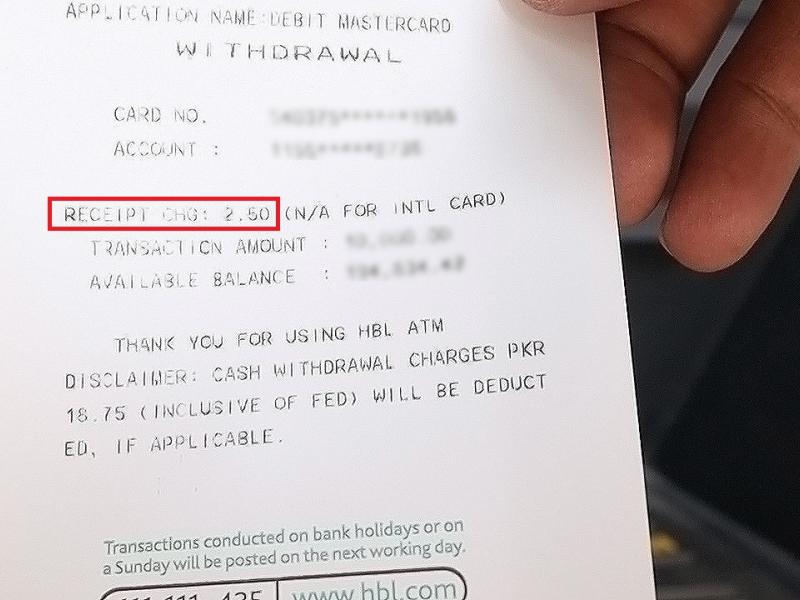 APPLICATION NAME:DEBIT MASTERCARD
WITHDRAWAL
CARD NO.
ACCOUNT :
RECEIPT CHG: 2.50 (N/A FOR INTL CARD)
TRANSACTION AMOUNT :
AVAILABLE BALANCE :
THANK YOU FOR USING HBL ATM
DISCLAIMER: CASH WITHDRAWAL CHARGES PKR
18.75 (INCLUSIVE OF FED) WILL BE DEDUCT
ED, IF APPLICABLE.
Transactions conducted on bank holidays or on
a Sunday will be posted on the next working day.
www.hbl.com